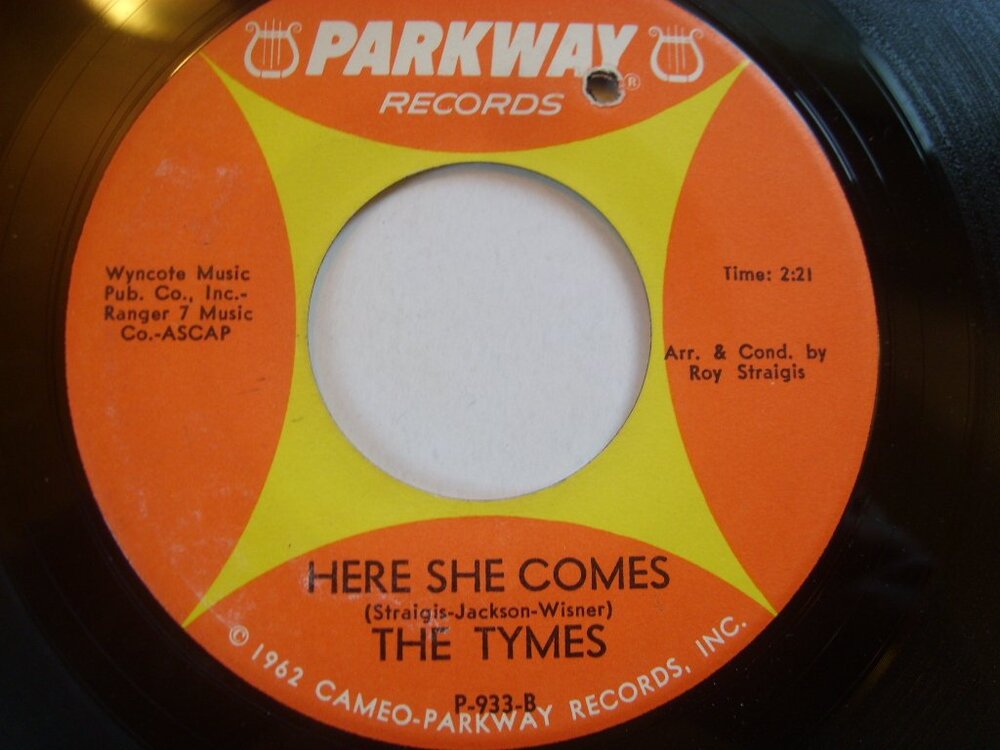 PARKWAY
RECORDS
®
Wyncote Music
Pub. Co., Inc.-
Ranger 7 Music
Co.-ASCAP
Time: 2:21
Arr. & Cond. by
Roy Straigis
HERE SHE COMES
(Straigis-Jackson-Wisner)
THE TYMES
P-933-B
© 1962 CAMEO-PARKWAY RECORDS, INC.